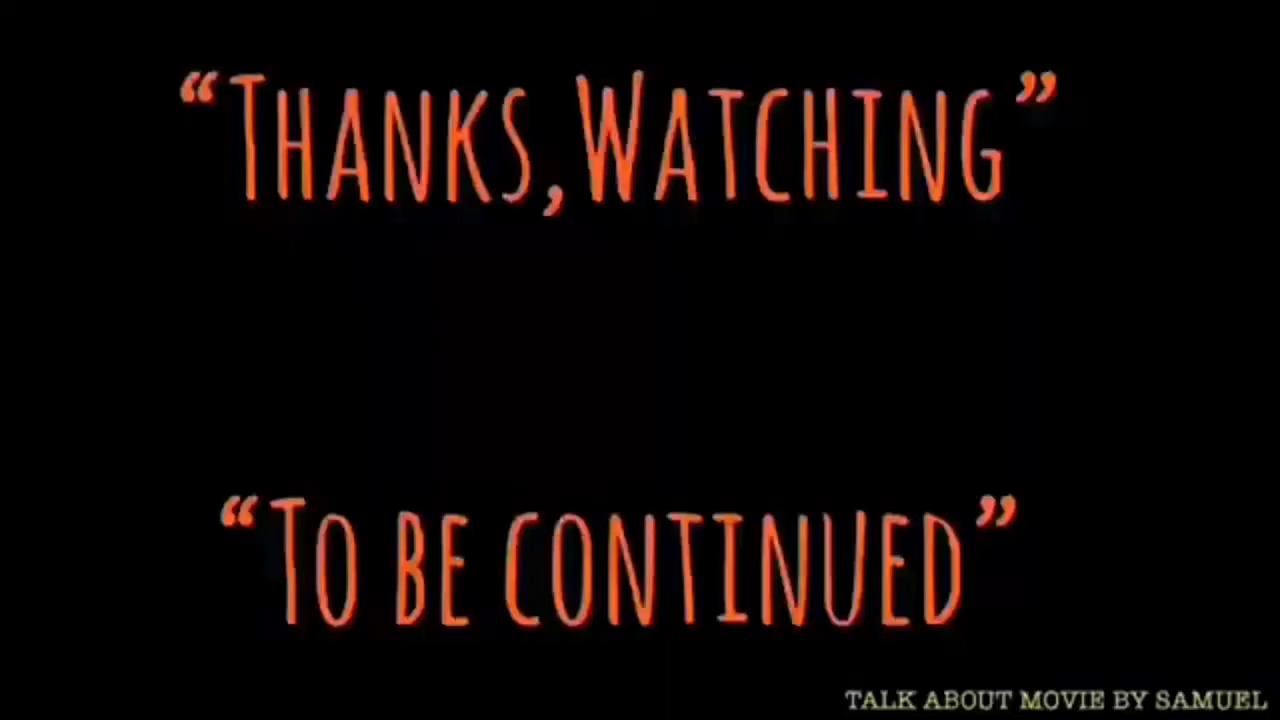 “THANKS,WATCHING”
“TO BE CONTINUED”
TALK ABOUT MOVIE BY SAMUEL